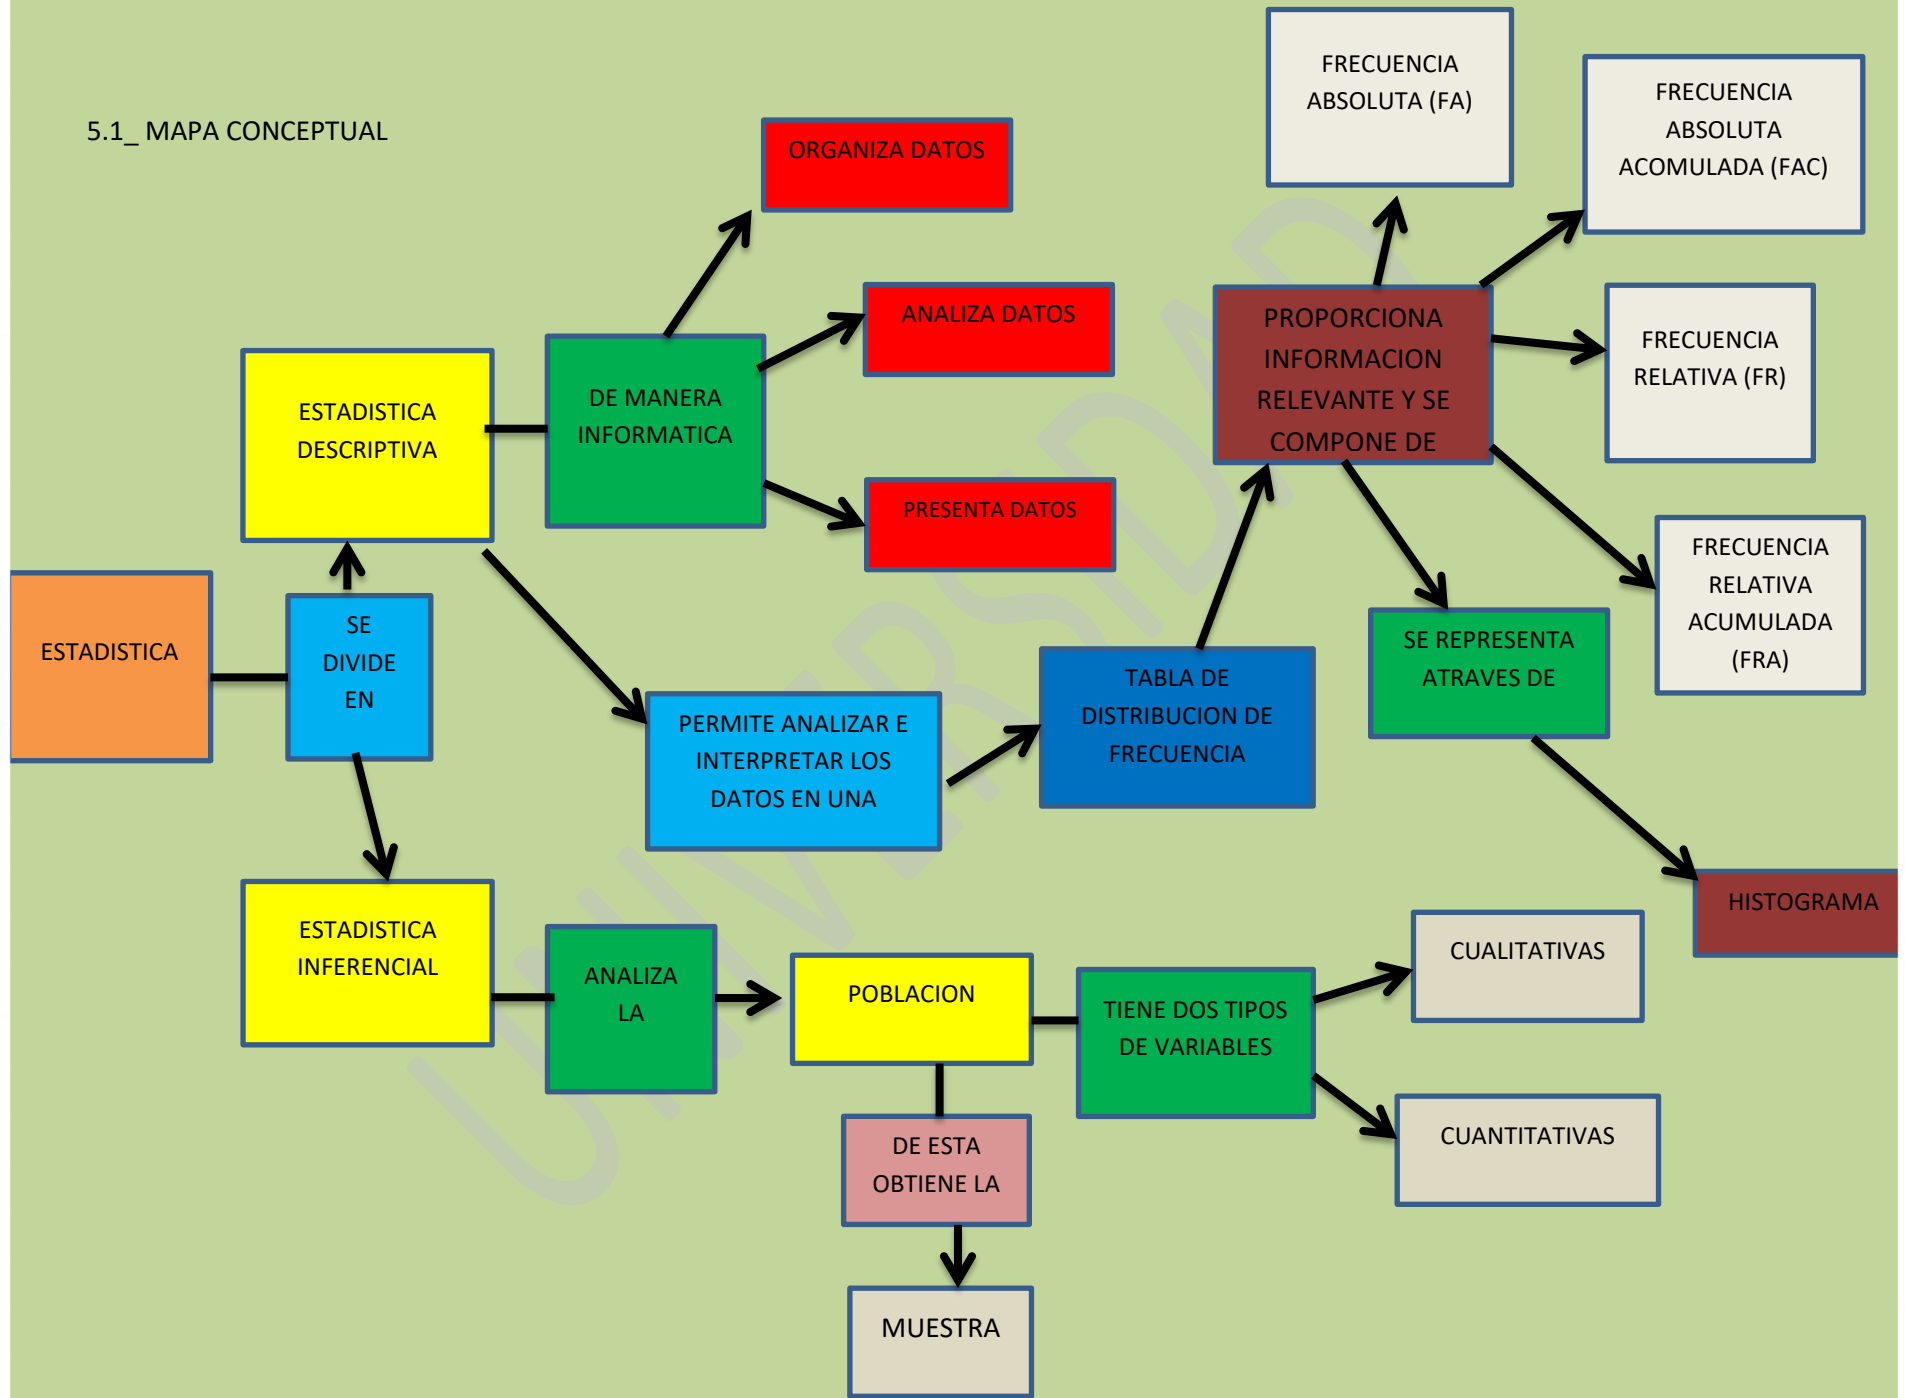 5.1_ MAPA CONCEPTUAL
ORGANIZA DATOS
FRECUENCIA
ABSOLUTA (FA)
FRECUENCIA
ABSOLUTA
ACOMULADA (FAC)
ANALIZA DATOS
PROPORCIONA
INFORMACION
RELEVANTE Y SE
COMPONE DE
FRECUENCIA
RELATIVA (FR)
ESTADISTICA
DESCRIPTIVA
DE MANERA
INFORMATICA
PRESENTA DATOS
FRECUENCIA
RELATIVA
ACUMULADA
(FRA)
ESTADISTICA
SE
DIVIDE
EN
SE REPRESENTA
ATRAVES DE
PERMITE ANALIZAR E
INTERPRETAR LOS
DATOS EN UNA
TABLA DE
DISTRIBUCION DE
FRECUENCIA
HISTOGRAMA
ESTADISTICA
INFERENCIAL
ANALIZA
LA
POBLACION
TIENE DOS TIPOS
DE VARIABLES
CUALITATIVAS
CUANTITATIVAS
DE ESTA
OBTIENE LA
MUESTRA
UNIVERSIDAD